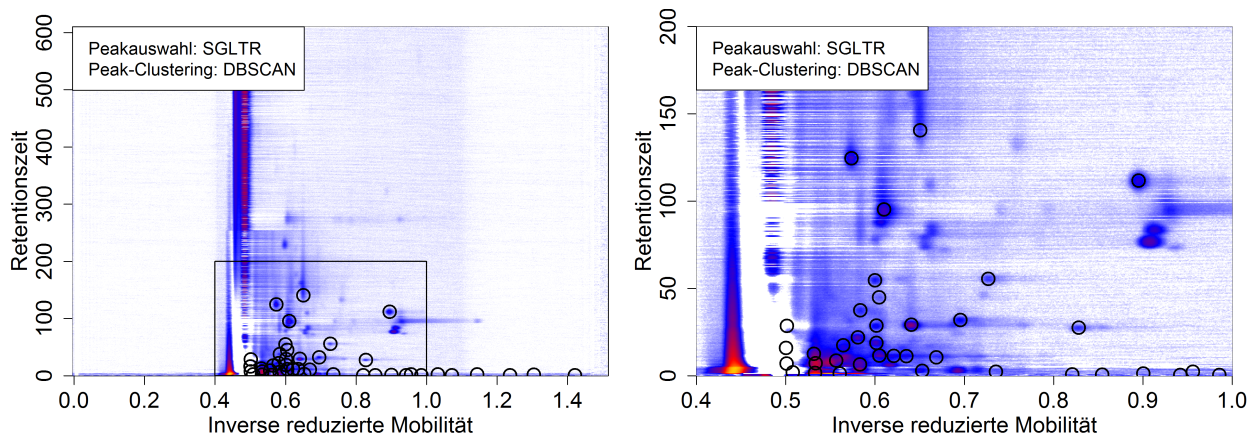 Peakauswahl: SGLTR
Peak-Clustering: DBSCAN
Retentionszeit
600
500
400
300
200
100
0
0.0 0.2 0.4 0.6 0.8 1.0 1.2 1.4
Inverse reduzierte Mobilität
Peakauswahl: SGLTR
Peak-Clustering: DBSCAN
Retentionszeit
200
150
100
50
0
0.4 0.5 0.6 0.7 0.8 0.9 1.0
Inverse reduzierte Mobilität